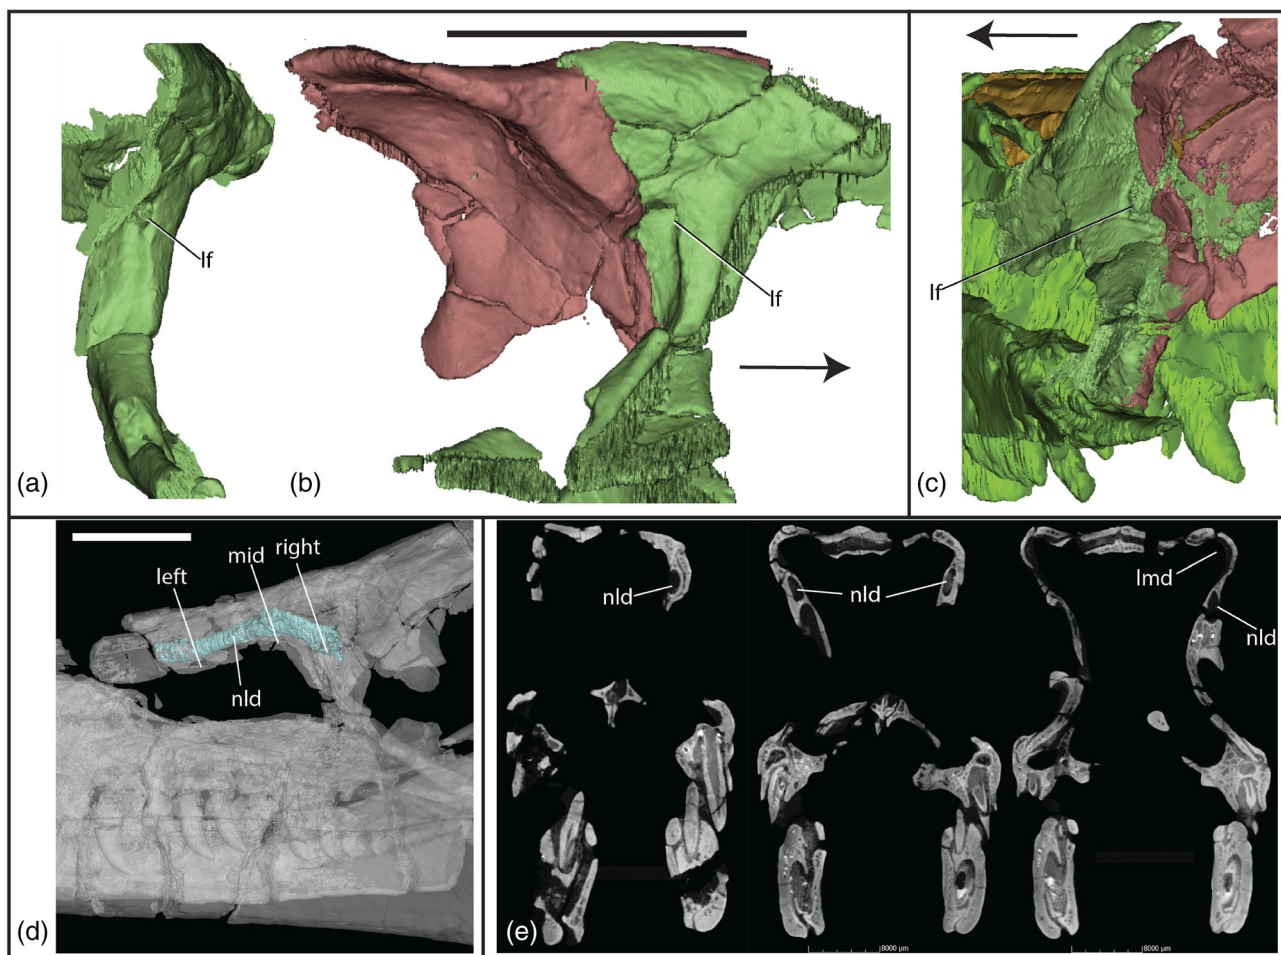 lf
(a)
lf
(b)
lf
(c)
left
mid
right
nld
(d)
nld
nld
lmd
nld
(e)
8000 µm
8000 µm